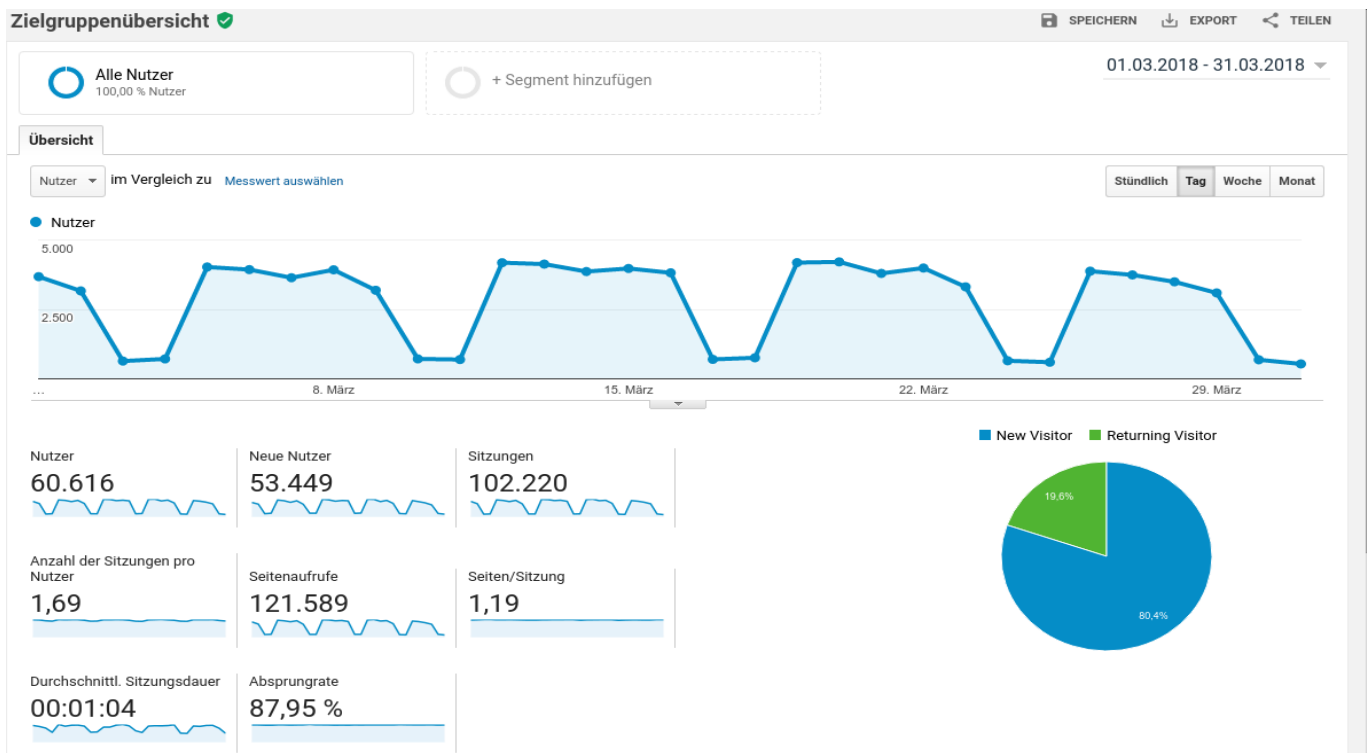 Zielgruppenübersicht
SPEICHERN EXPORT TEILEN
Alle Nutzer
100,00 % Nutzer
+ Segment hinzufügen
01.03.2018 - 31.03.2018
Übersicht
Nutzer im Vergleich zu Messwert auswählen
Stündlich Tag Woche Monat
Nutzer
5.000
2.500
... 8. März 15. März 22. März 29. März
New Visitor Returning Visitor
Nutzer
60.616
Neue Nutzer
53.449
Sitzungen
102.220
Anzahl der Sitzungen pro
Nutzer
1,69
Seitenaufrufe
121.589
Seiten/Sitzung
1,19
Durchschnittl. Sitzungsdauer
00:01:04
Absprungrate
87,95 %
19,6%
80,4%